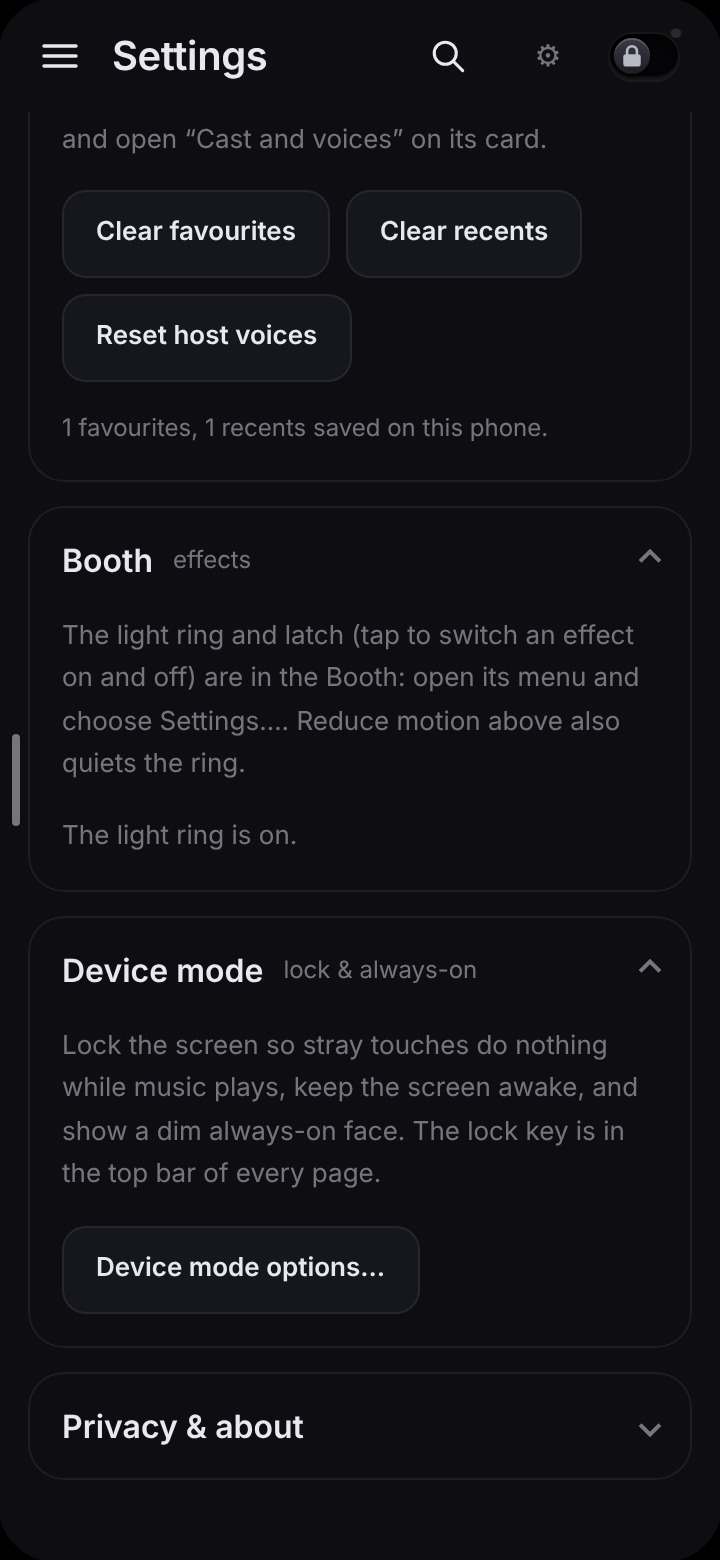 Settings
and open “Cast and voices” on its card.
Clear favourites
Clear recents
Reset host voices
1 favourites, 1 recents saved on this phone.
Booth effects
The light ring and latch (tap to switch an effect
on and off) are in the Booth: open its menu and
choose Settings.... Reduce motion above also
quiets the ring.
The light ring is on.
Device mode lock & always-on
Lock the screen so stray touches do nothing
while music plays, keep the screen awake, and
show a dim always-on face. The lock key is in
the top bar of every page.
Device mode options...
Privacy & about